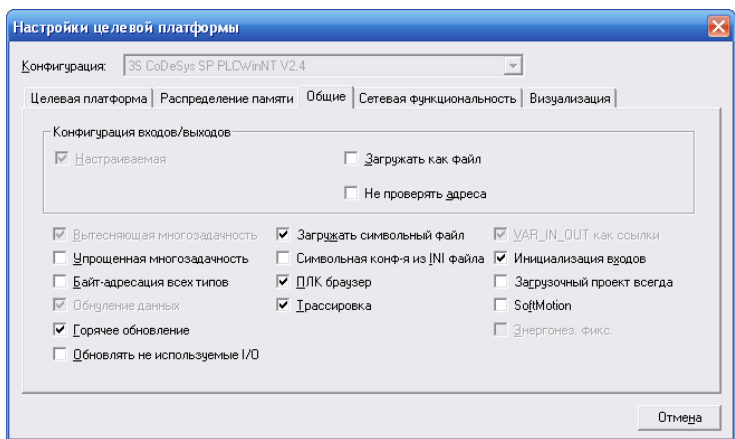 Настройки целевой платформы
Конфигурация: 3S CoDeSys SP PLCWinNT V2.4
Целевая платформа Распределение памяти Общие Сетевая функциональность Визуализация
Конфигурация входов/выходов
Настраиваемая Загружать как файл
Не проверять адреса
Вытесняющая многозадачность Загружать символьный файл VAR_IN_OUT как ссылки
Упрощенная многозадачность Символьная конф-я из INI файла Инициализация входов
Байт-адресация всех типов ПЛК браузер Загрузочный проект всегда
Обнуление данных Трассировка SoftMotion
Горячее обновление Энергонез. фикс.
Обновлять не используемые I/O
Отмена